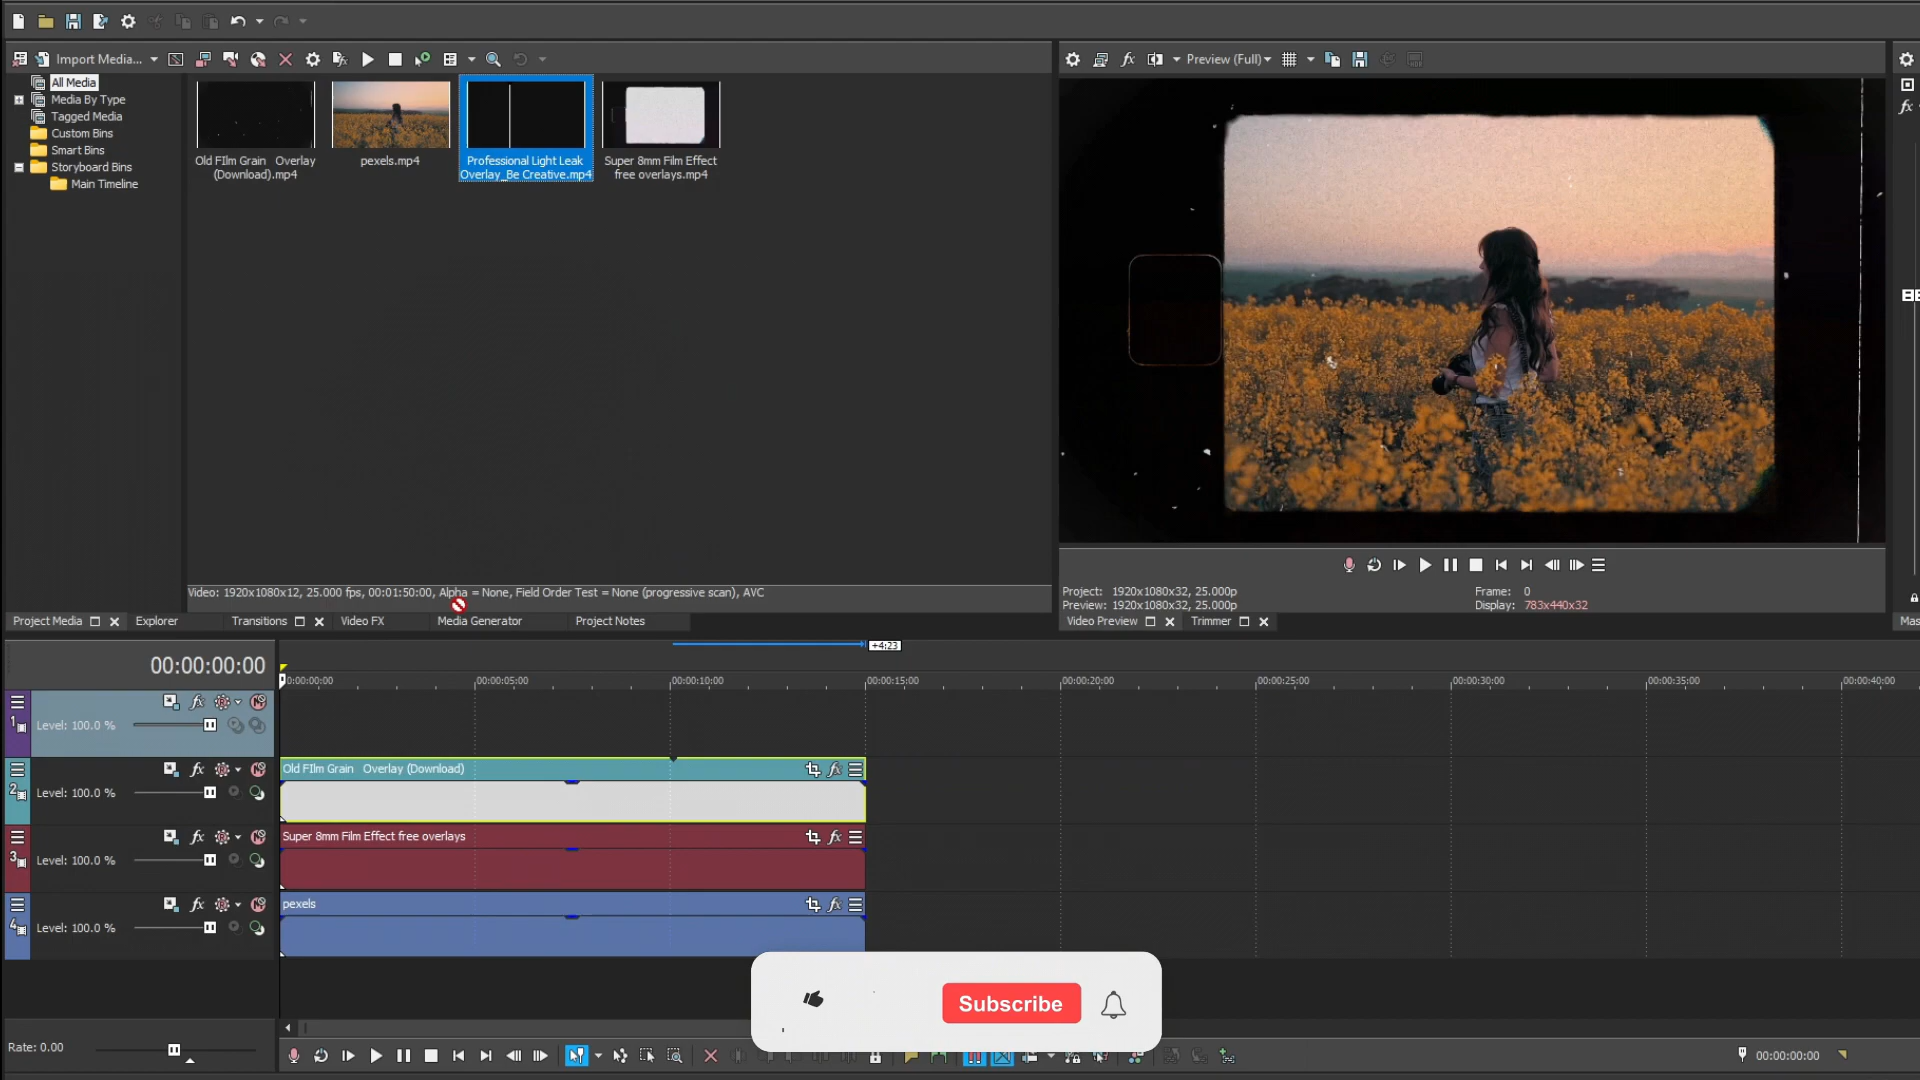 Import Media...
Preview (Full)
All Media
Media By Type
Tagged Media
Custom Bins
Smart Bins
Storyboard Bins
Main Timeline
Old FIlm Grain Overlay
(Download).mp4
pexels.mp4
Professional Light Leak
Overlay_Be Creative.mp4
Super 8mm Film Effect
free overlays.mp4
Video: 1920x1080x12, 25.000 fps, 00:01:50:00, Alpha = None, Field Order Test = None (progressive scan), AVC
Project: 1920x1080x32, 25.000p
Preview: 1920x1080x32, 25.000p
Frame: 0
Display: 783x440x32
Project Media
Explorer
Transitions
Video FX
Media Generator
Project Notes
Video Preview
Trimmer
Mas
+4:23
00:00:00:00
0:00:00:00
00:00:05:00
00:00:10:00
00:00:15:00
00:00:20:00
00:00:25:00
00:00:30:00
00:00:35:00
00:00:40:00
1
Level: 100.0 %
2
Level: 100.0 %
Old FIlm Grain Overlay (Download)
3
Level: 100.0 %
Super 8mm Film Effect free overlays
4
Level: 100.0 %
pexels
Subscribe
Rate: 0.00
00:00:00:00